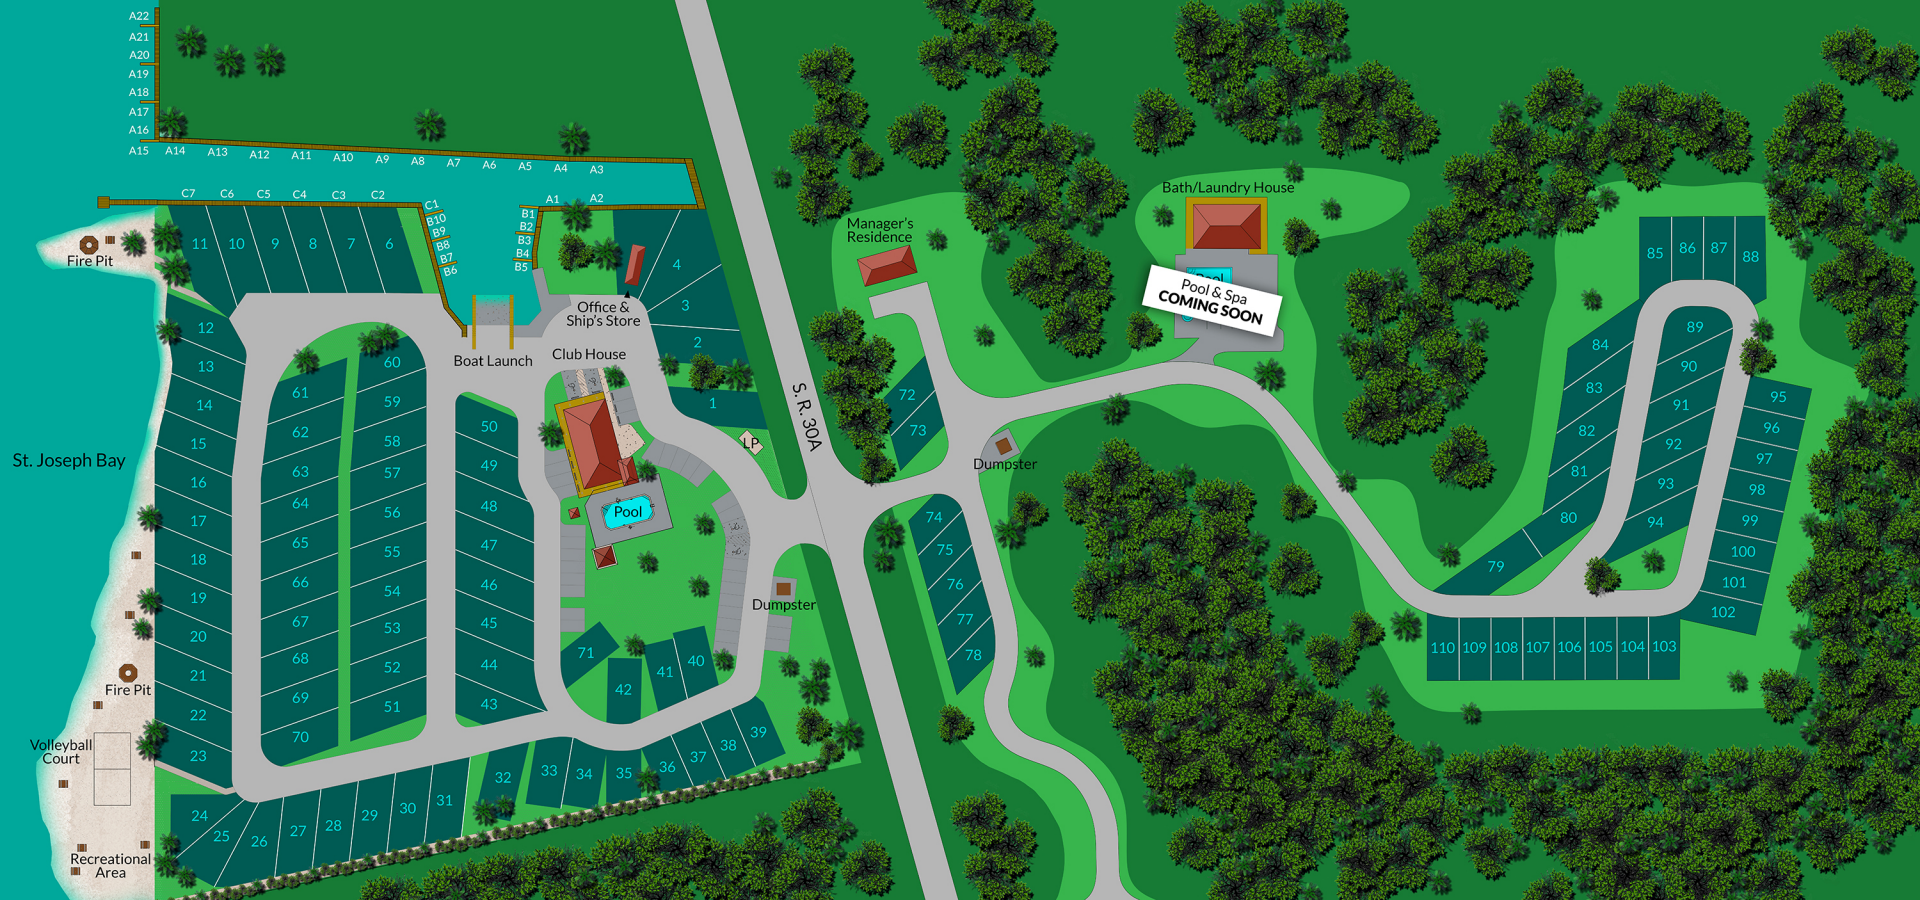 A22
A21
A20
A19
A18
A17
A16
A15
A14
A13
A12
A11
A10
A9
A8
A7
A6
A5
A4
A3
C7
C6
C5
C4
C3
C2
C1
B10
B9
B8
B7
B6
B1
B2
B3
B4
B5
A1
A2
11
10
9
8
7
6
4
3
2
1
Fire Pit
Office &
Ship's Store
Boat Launch
Club House
LP
Pool
Dumpster
St. Joseph Bay
Fire Pit
Volleyball
Court
Recreational
Area
12
13
14
15
16
17
18
19
20
21
22
23
24
25
26
27
28
29
30
31
32
33
34
35
36
37
38
39
40
41
42
71
61
62
63
64
65
66
67
68
69
70
60
59
58
57
56
55
54
53
52
51
50
49
48
47
46
45
44
43
S. R. 30A
Manager's
Residence
72
73
Dumpster
74
75
76
77
78
Bath/Laundry House
Pool
Pool & Spa
COMING SOON
85
86
87
88
84
83
82
81
80
79
89
90
91
92
93
94
95
96
97
98
99
100
101
102
110
109
108
107
106
105
104
103